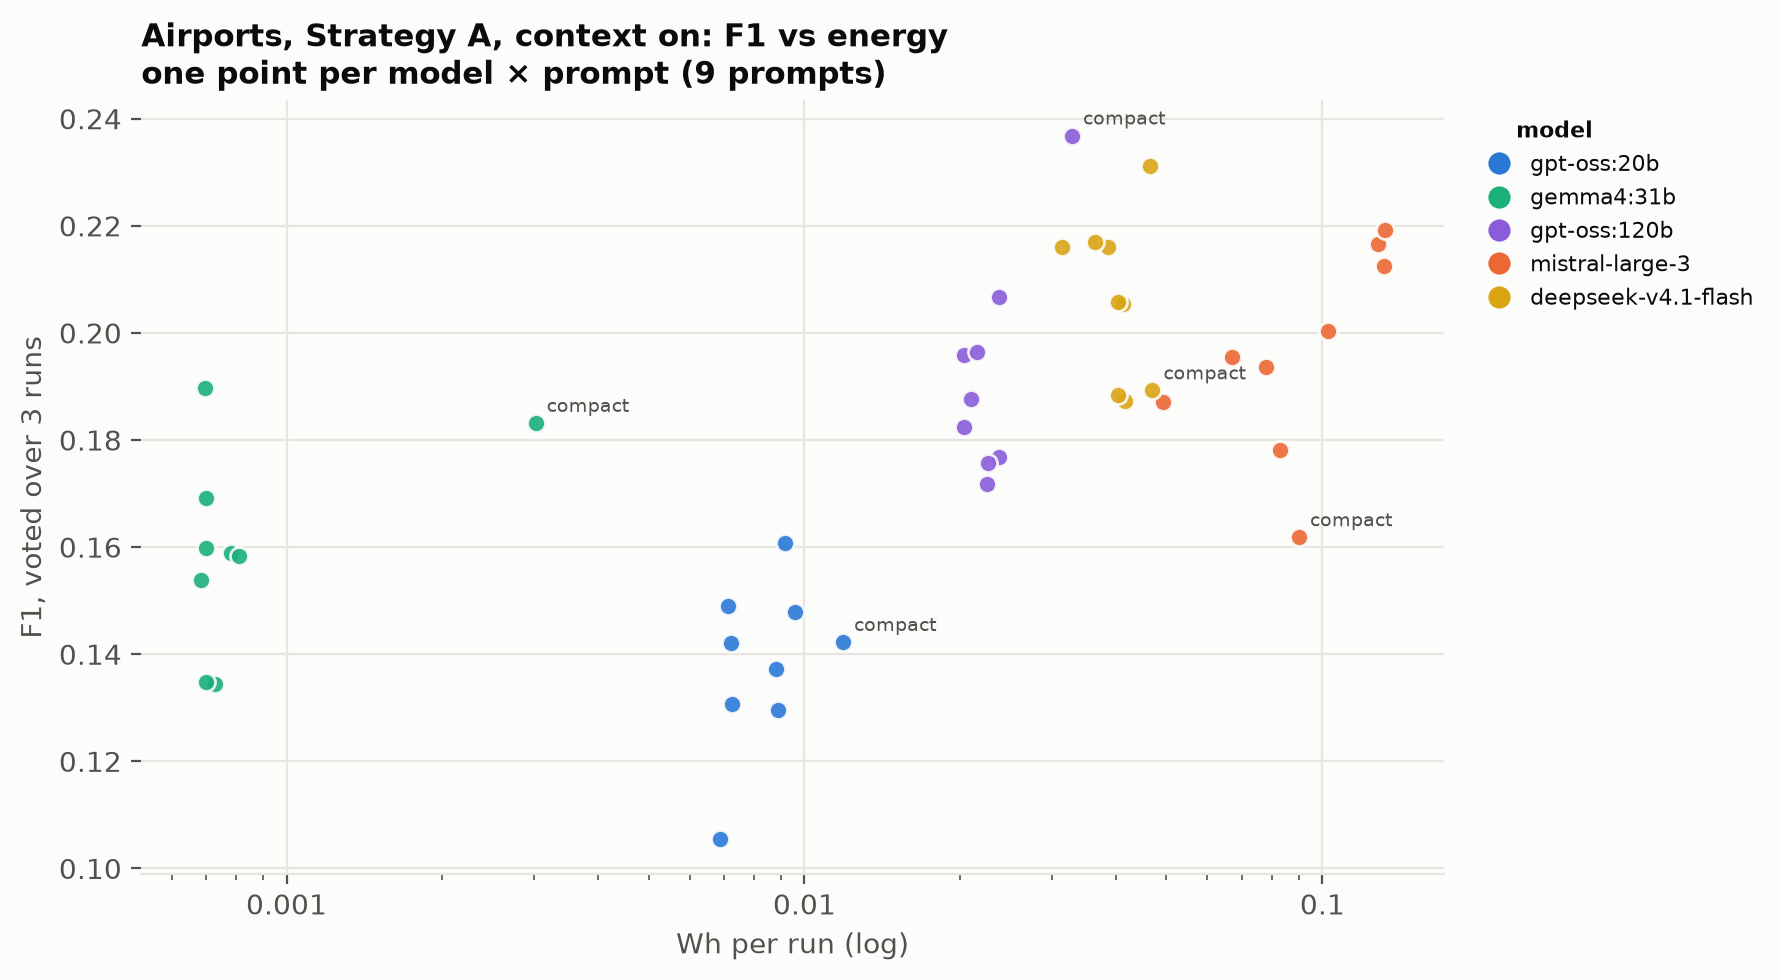 Airports, Strategy A, context on: F1 vs energy
one point per model × prompt (9 prompts)
F1, voted over 3 runs
0.24
0.22
0.20
0.18
0.16
0.14
0.12
0.10
compact
compact
compact
compact
compact
0.001
0.01
0.1
Wh per run (log)
model
gpt-oss:20b
gemma4:31b
gpt-oss:120b
mistral-large-3
deepseek-v4.1-flash